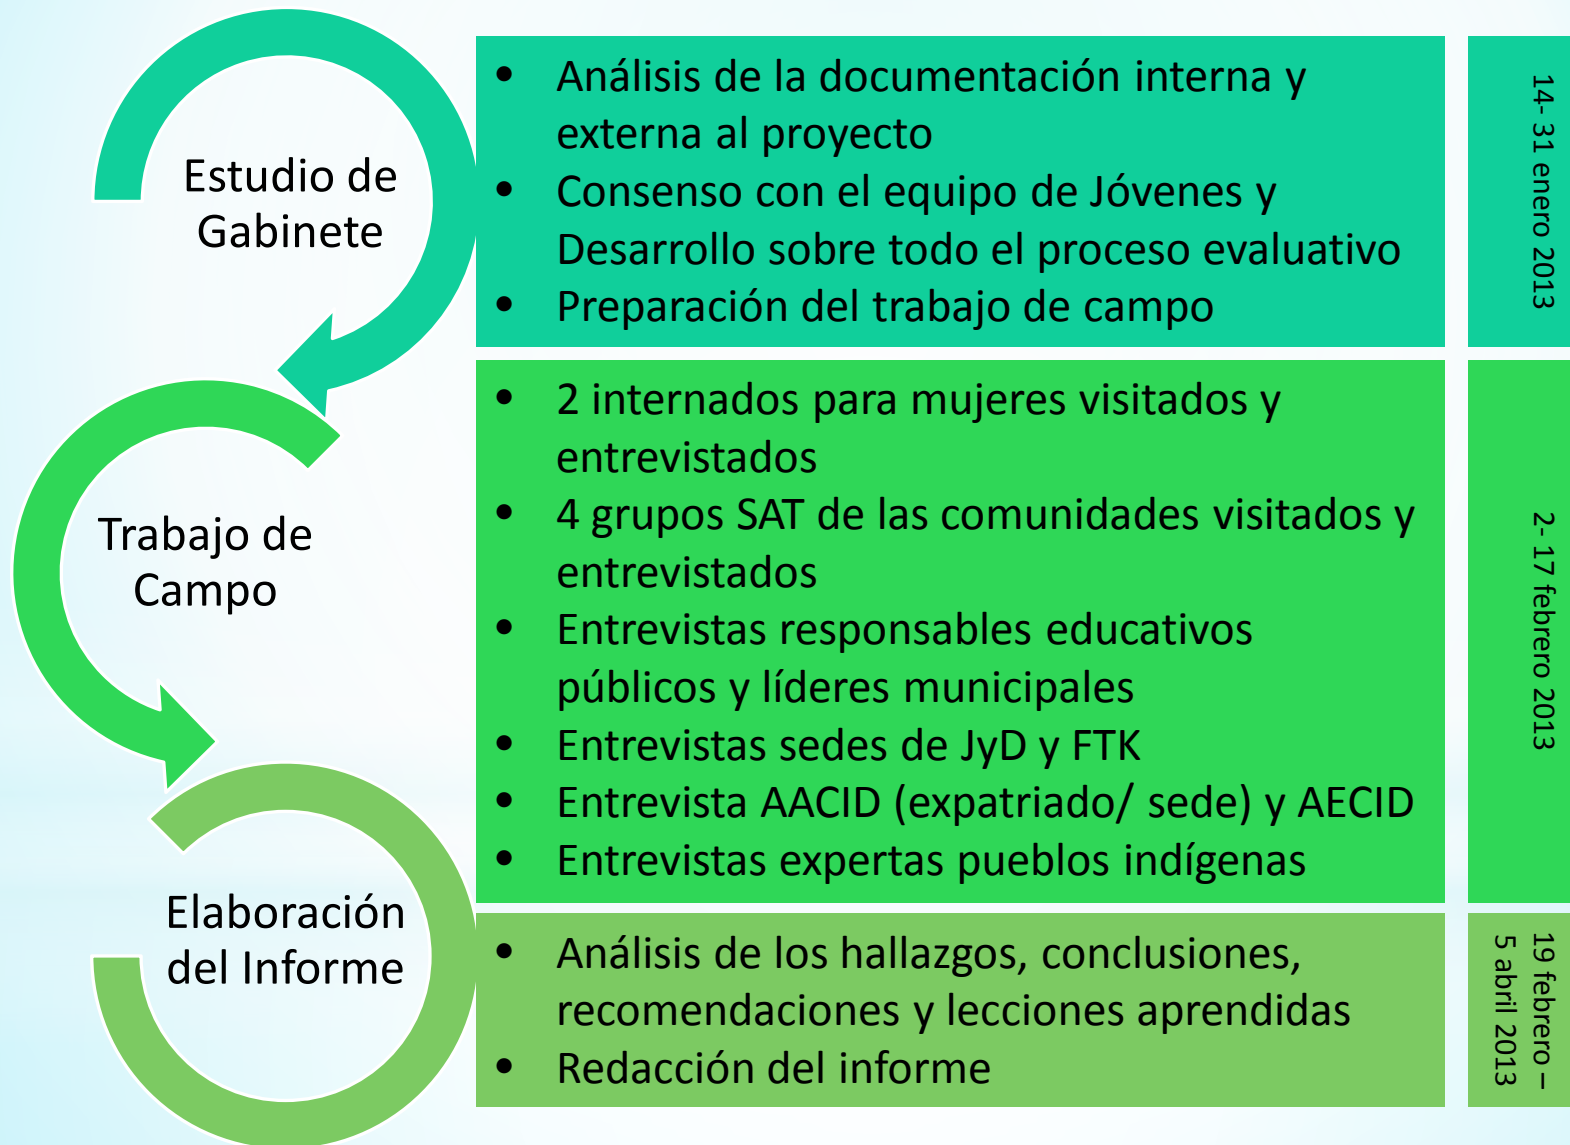 Estudio de
Gabinete
• Análisis de la documentación interna y
externa al proyecto
• Consenso con el equipo de Jóvenes y
Desarrollo sobre todo el proceso evaluativo
• Preparación del trabajo de campo
14- 31 enero 2013
Trabajo de
Campo
• 2 internados para mujeres visitados y
entrevistados
• 4 grupos SAT de las comunidades visitados y
entrevistados
• Entrevistas responsables educativos
públicos y líderes municipales
• Entrevistas sedes de JyD y FTK
• Entrevista AACID (expatriado/ sede) y AECID
• Entrevistas expertas pueblos indígenas
2- 17 febrero 2013
Elaboración
del Informe
• Análisis de los hallazgos, conclusiones,
recomendaciones y lecciones aprendidas
• Redacción del informe
19 febrero –
5 abril 2013